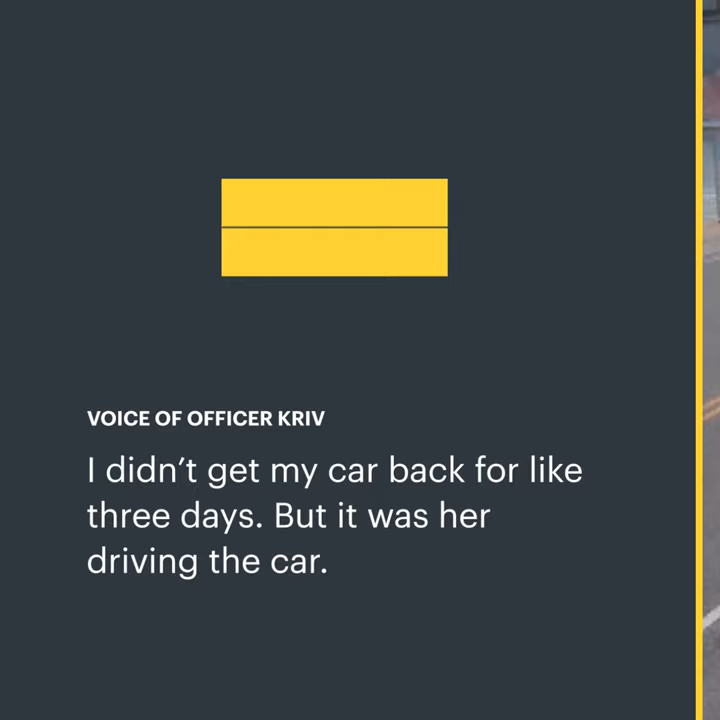 VOICE OF OFFICER KRIV
I didn’t get my car back for like
three days. But it was her
driving the car.